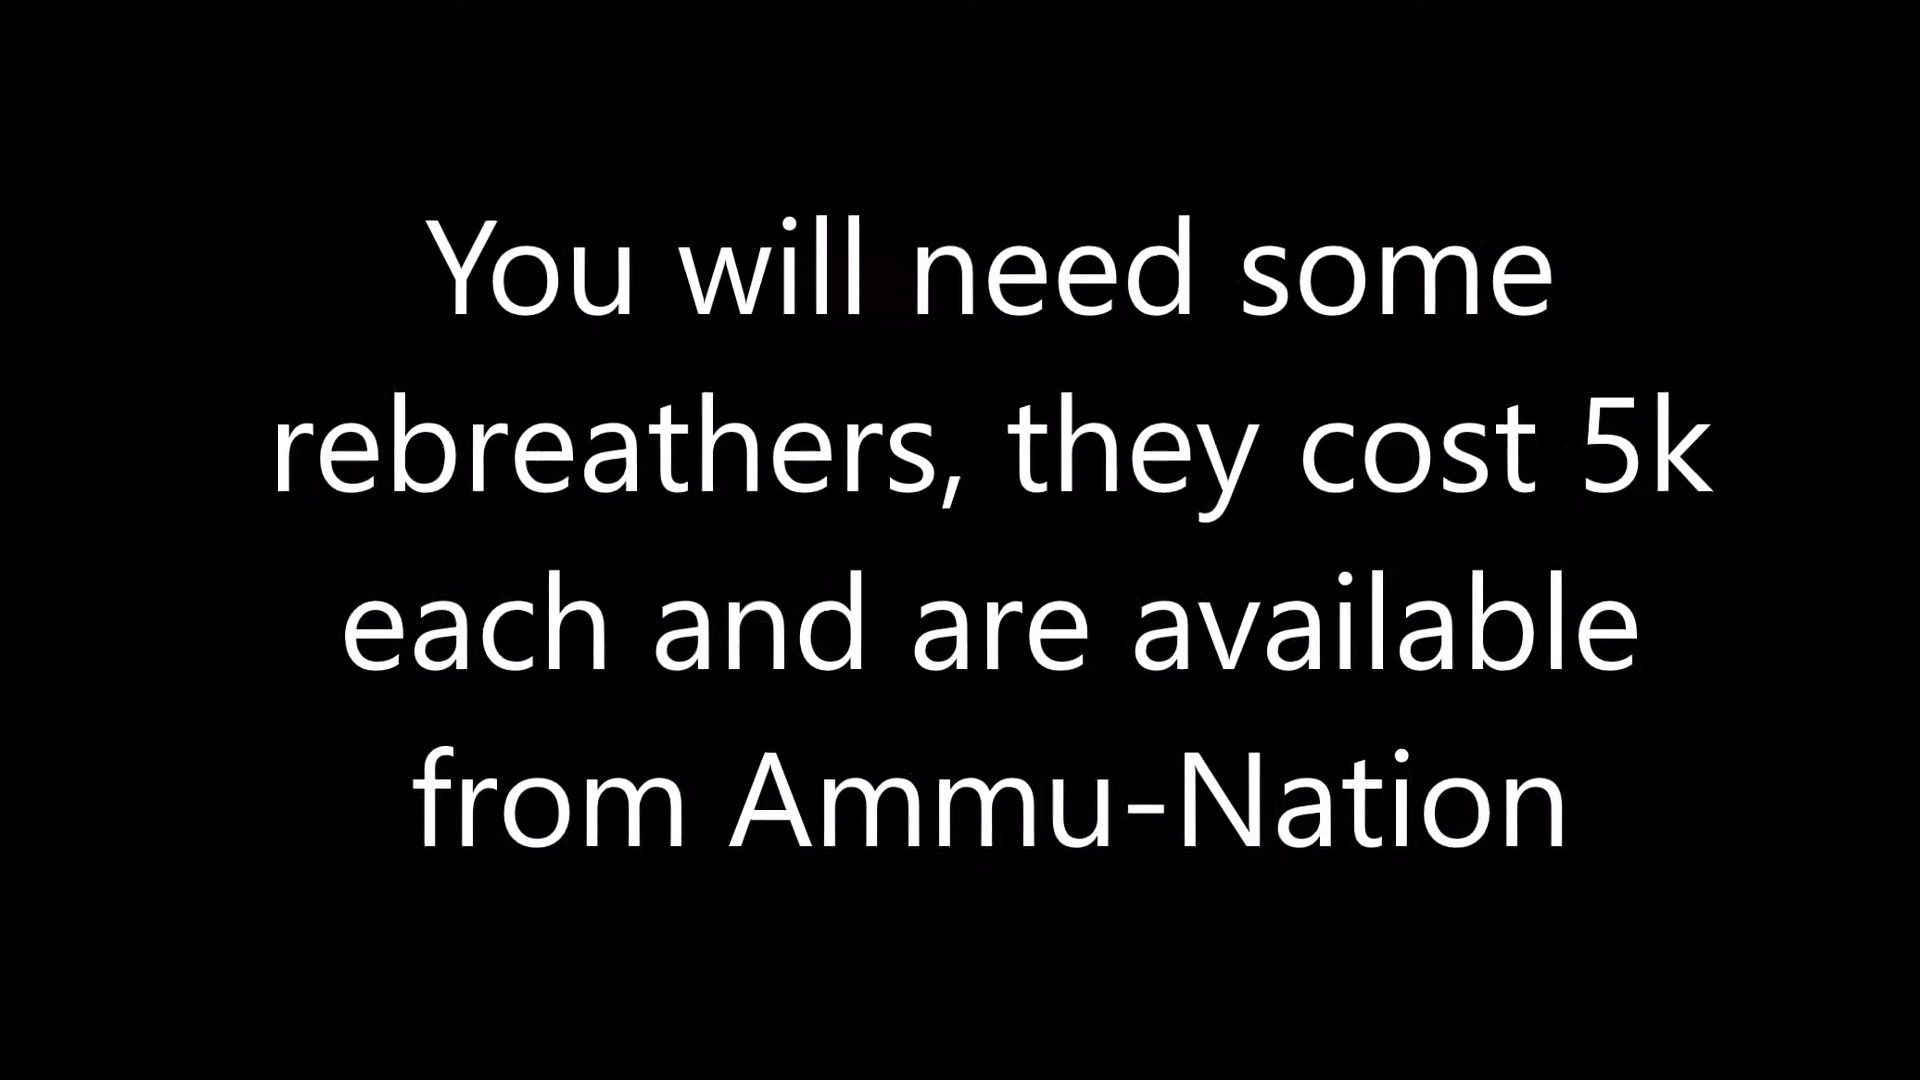 You will need some
rebreathers, they cost 5k
each and are available
from Ammu-Nation